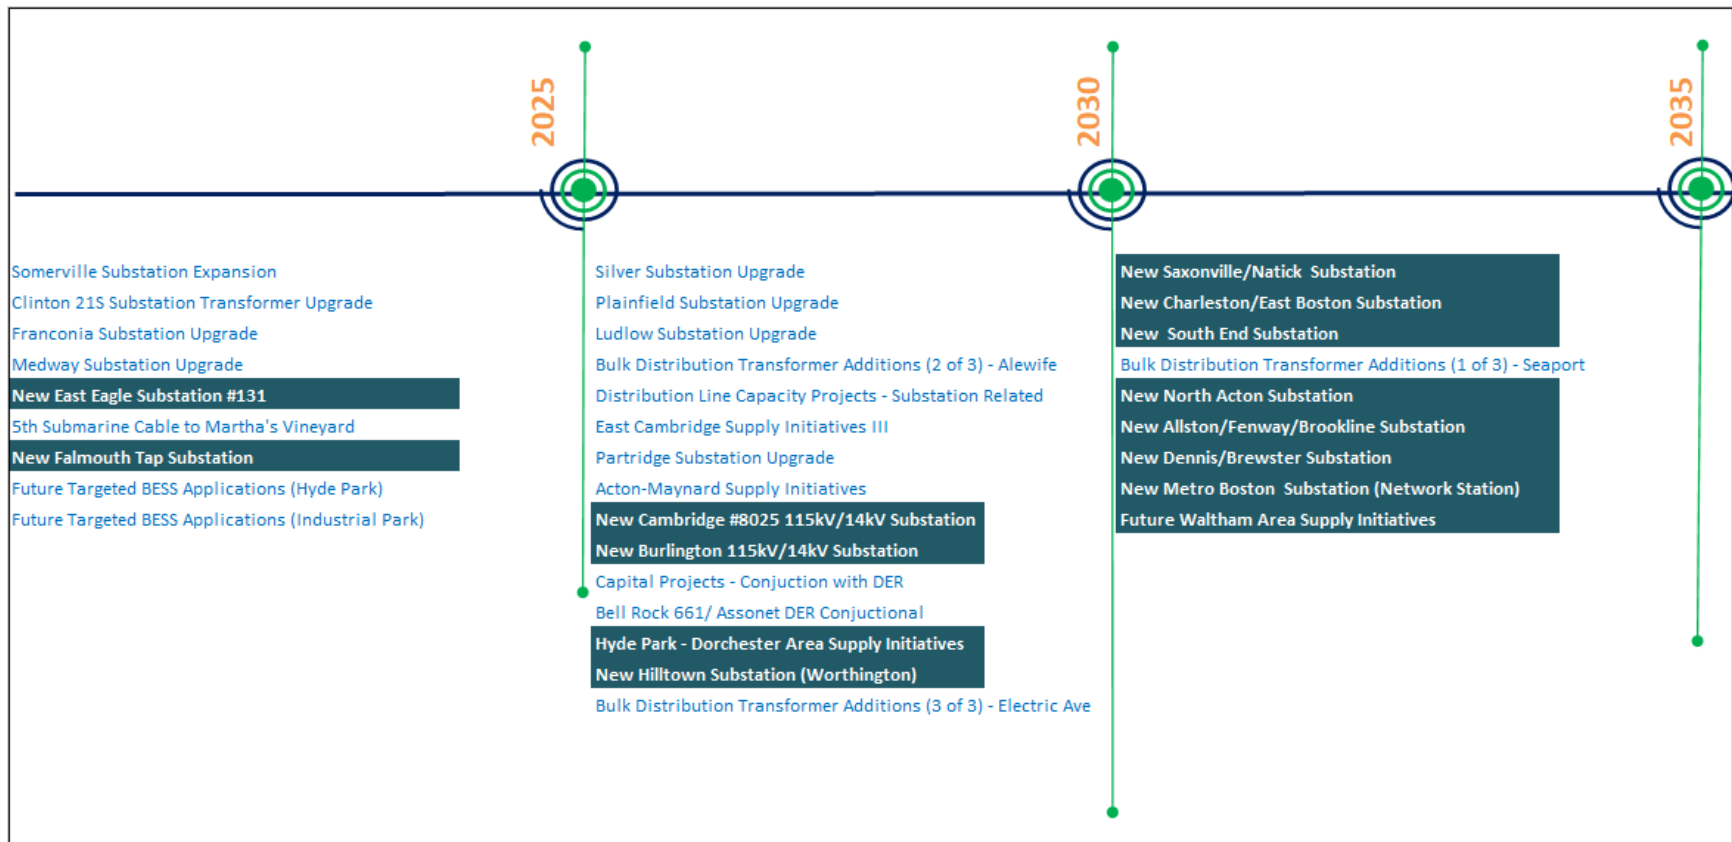 2025
2030
2035
Somerville Substation Expansion
Clinton 21S Substation Transformer Upgrade
Franconia Substation Upgrade
Medway Substation Upgrade
New East Eagle Substation #131
5th Submarine Cable to Martha's Vineyard
New Falmouth Tap Substation
Future Targeted BESS Applications (Hyde Park)
Future Targeted BESS Applications (Industrial Park)
Silver Substation Upgrade
Plainfield Substation Upgrade
Ludlow Substation Upgrade
Bulk Distribution Transformer Additions (2 of 3) - Alewife
Distribution Line Capacity Projects - Substation Related
East Cambridge Supply Initiatives III
Partridge Substation Upgrade
Acton-Maynard Supply Initiatives
New Cambridge #8025 115kV/14kV Substation
New Burlington 115kV/14kV Substation
Capital Projects - Conjuction with DER
Bell Rock 661/ Assonet DER Conjuctional
Hyde Park - Dorchester Area Supply Initiatives
New Hilltown Substation (Worthington)
Bulk Distribution Transformer Additions (3 of 3) - Electric Ave
New Saxonville/Natick Substation
New Charleston/East Boston Substation
New South End Substation
Bulk Distribution Transformer Additions (1 of 3) - Seaport
New North Acton Substation
New Allston/Fenway/Brookline Substation
New Dennis/Brewster Substation
New Metro Boston Substation (Network Station)
Future Waltham Area Supply Initiatives